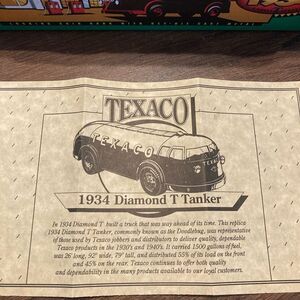 TEXACO
TEXACO
TEXACO
1934 Diamond T Tanker
In 1934 Diamond T built a truck that was way ahead of its time. This replica
1934 Diamond T Tanker, commonly known as the Doodlebug, was representative
of those used by Texaco jobbers and distributors to deliver quality, dependable
Texaco products in the 1930's and 1940's. It carried 1500 gallons of fuel,
was 26' long, 92" wide, 79" tall, and distributed 55% of its load on the front
and 45% on the rear. Texaco continues to offer both quality
and dependability in the many products available to our loyal customers.